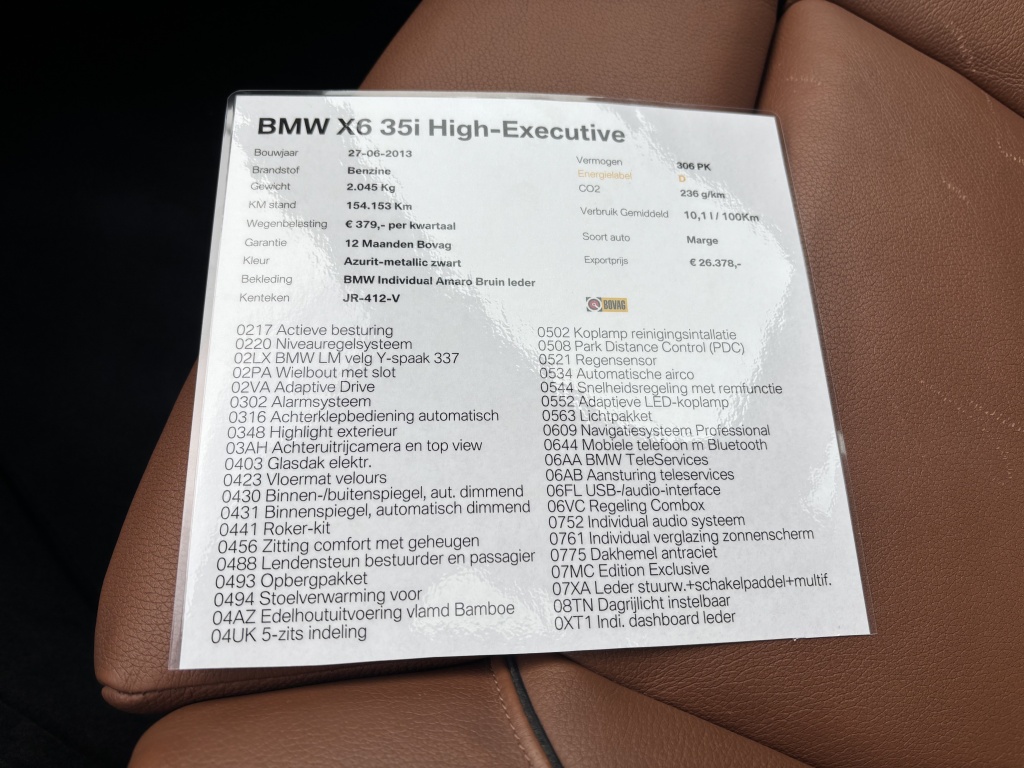 BMW X6 35i High-Executive
Bouwjaar 27-06-2013
Brandstof Benzine
Gewicht 2.045 Kg
KM stand 154.153 Km
Wegenbelasting € 379,- per kwartaal
Garantie 12 Maanden Bovag
Kleur Azurit-metallic zwart
Bekleding BMW Individual Amaro Bruin leder
Kenteken JR-412-V
Vermogen 306 PK
Energielabel D
CO2 236 g/km
Verbruik Gemiddeld 10,1 l / 100Km
Soort auto Marge
Exportprijs € 26.378,-
BOVAG
0217 Actieve besturing
0220 Niveauregelsysteem
02LX BMW LM velg Y-spaak 337
02PA Wielbout met slot
02VA Adaptive Drive
0302 Alarmsysteem
0316 Achterklepbediening automatisch
0348 Highlight exterieur
03AH Achteruitrijcamera en top view
0403 Glasdak elektr.
0423 Vloermat velours
0430 Binnen-/buitenspiegel, aut. dimmend
0431 Binnenspiegel, automatisch dimmend
0441 Roker-kit
0456 Zitting comfort met geheugen
0488 Lendensteun bestuurder en passagier
0493 Opbergpakket
0494 Stoelverwarming voor
04AZ Edelhoutuitvoering vlamd Bamboe
04UK 5-zits indeling
0502 Koplamp reinigingsintallatie
0508 Park Distance Control (PDC)
0521 Regensensor
0534 Automatische airco
0544 Snelheidsregeling met remfunctie
0552 Adaptieve LED-koplamp
0563 Lichtpakket
0609 Navigatiesysteem Professional
0644 Mobiele telefoon m Bluetooth
06AA BMW TeleServices
06AB Aansturing teleservices
06FL USB-/audio-interface
06VC Regeling Combox
0752 Individual audio systeem
0761 Individual verglazing zonnenscherm
0775 Dakhemel antraciet
07MC Edition Exclusive
07XA Leder stuurw.+schakelpaddel+multif.
08TN Dagrijlicht instelbaar
0XT1 Indi. dashboard leder